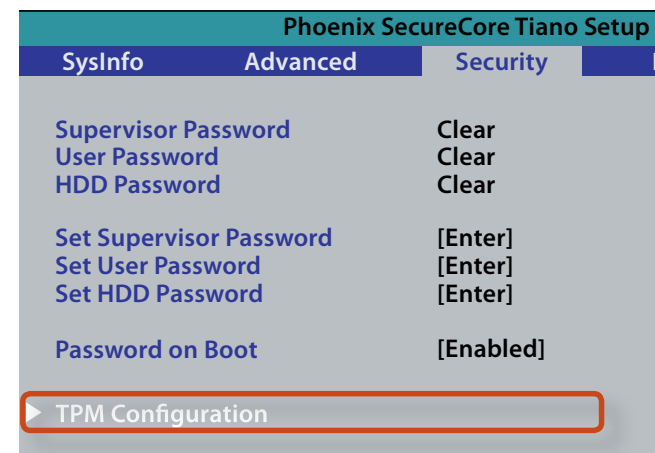 Phoenix SecureCore Tiano Setup
SysInfo Advanced Security
Supervisor Password Clear
User Password Clear
HDD Password Clear
Set Supervisor Password [Enter]
Set User Password [Enter]
Set HDD Password [Enter]
Password on Boot [Enabled]
TPM Configuration